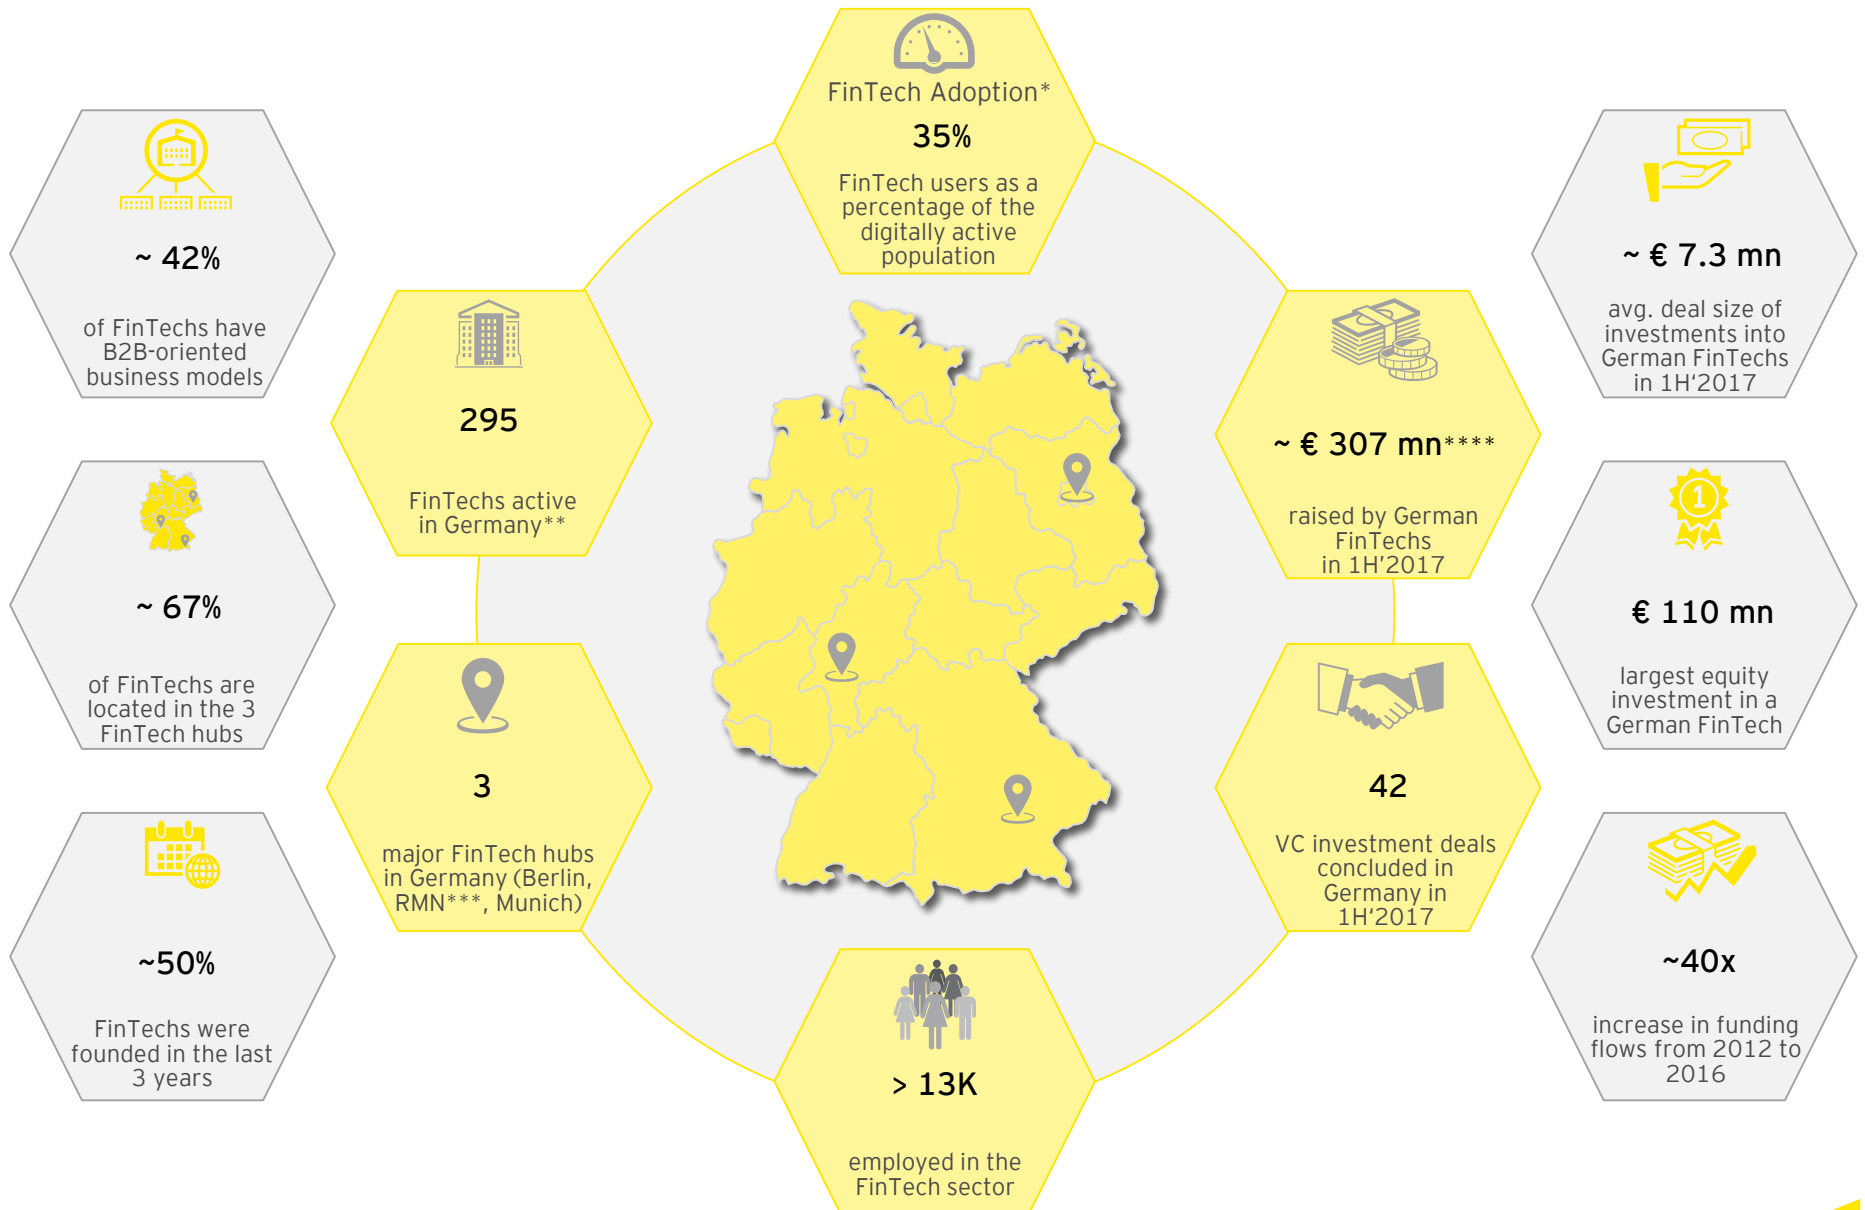 FinTech Adoption*
35%
FinTech users as a
percentage of the
digitally active
population
~ 42%
of FinTechs have
B2B-oriented
business models
~ € 7.3 mn
avg. deal size of
investments into
German FinTechs
in 1H‘2017
295
FinTechs active
in Germany**
~ € 307 mn****
raised by German
FinTechs
in 1H’2017
~ 67%
of FinTechs are
located in the 3
FinTech hubs
1
€ 110 mn
largest equity
investment in a
German FinTech
3
major FinTech hubs
in Germany (Berlin,
RMN***, Munich)
42
VC investment deals
concluded in
Germany in
1H‘2017
~50%
FinTechs were
founded in the last
3 years
~40x
increase in funding
flows from 2012 to
2016
> 13K
employed in the
FinTech sector